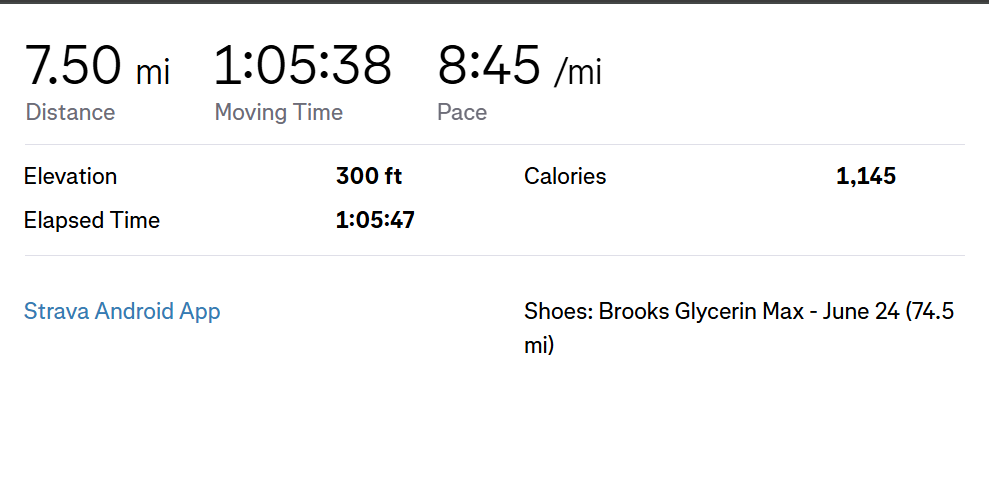 7.50 mi 1:05:38 8:45 /mi
Distance Moving Time Pace
Elevation 300 ft Calories 1,145
Elapsed Time 1:05:47
Strava Android App Shoes: Brooks Glycerin Max - June 24 (74.5
mi)